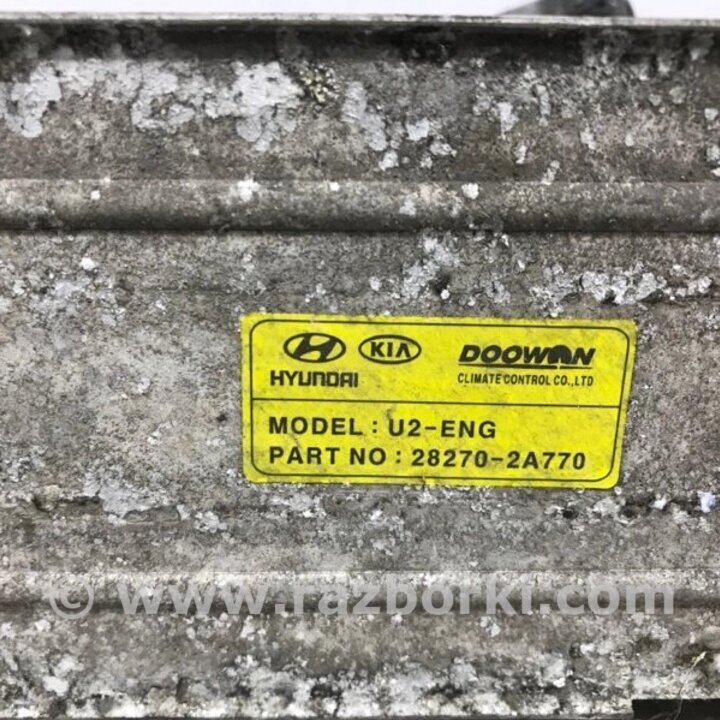 KIA DOOWON
HYUNDAI CLIMATE CONTROL CO.,LTD
MODEL : U2-ENG
PART NO : 28270-2A770
© www.razborki.com